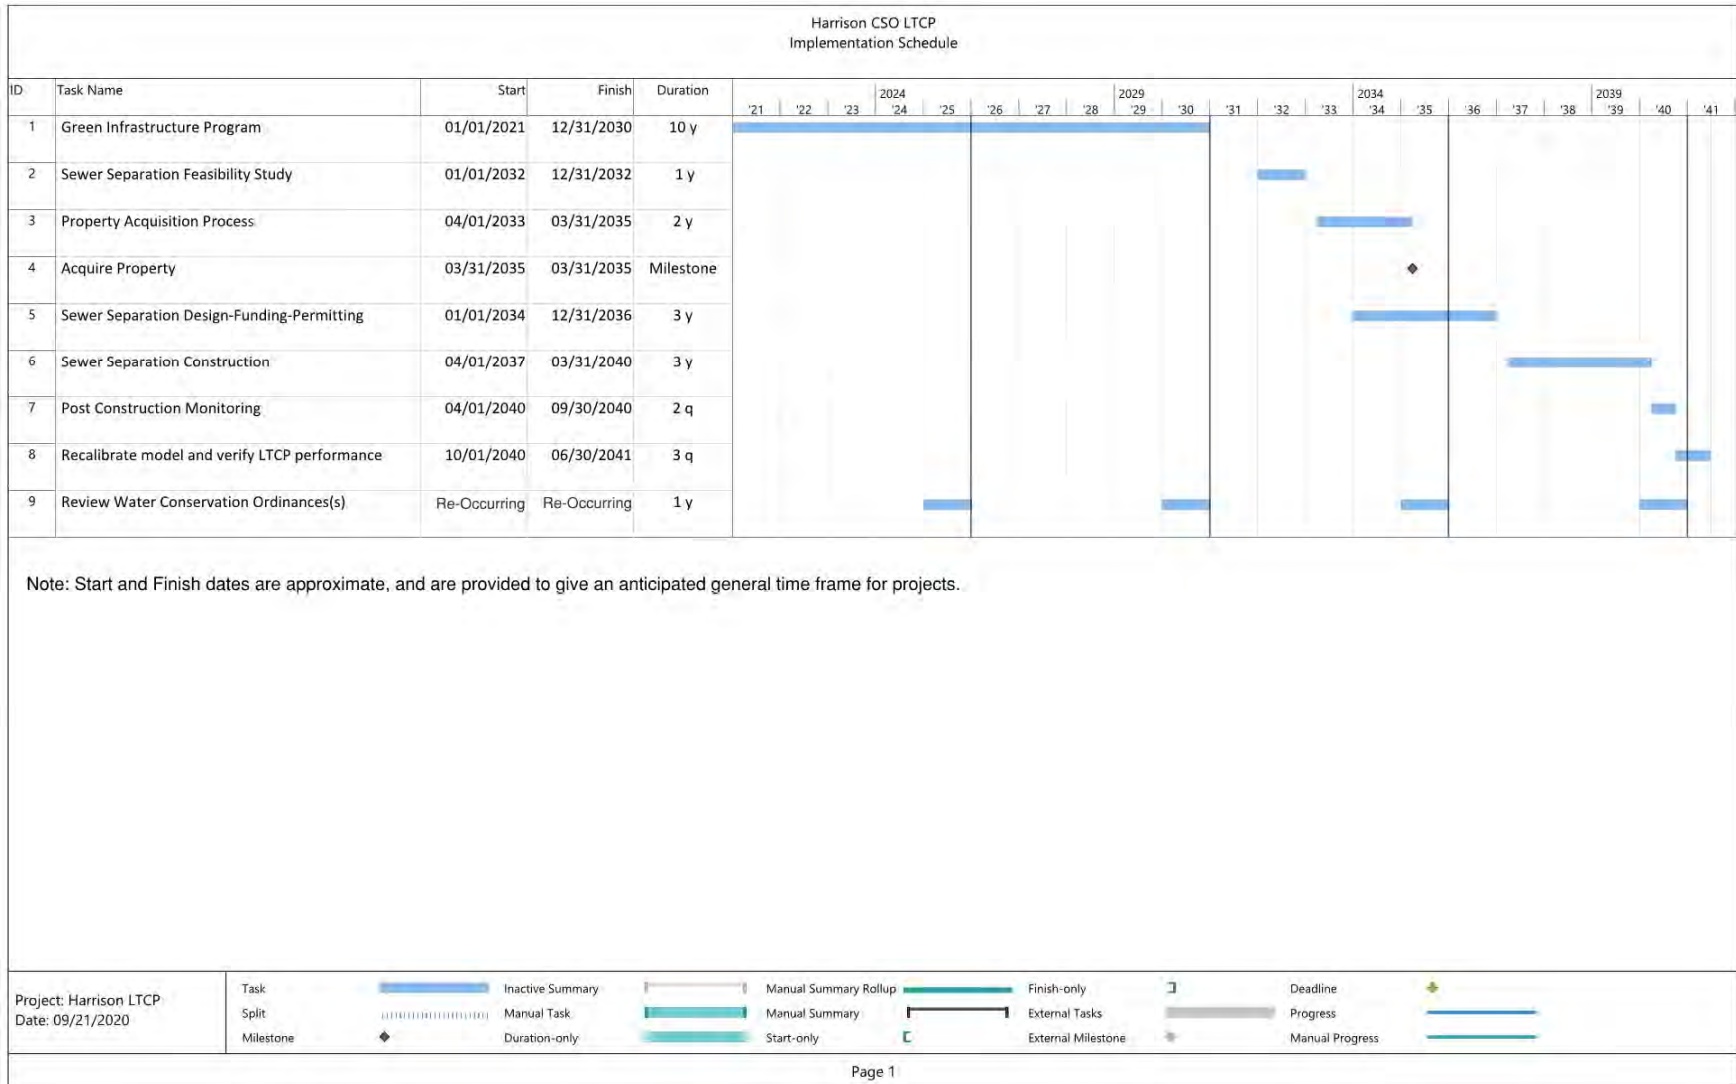 Harrison CSO LTCP
Implementation Schedule
ID Task Name Start Finish Duration
2024 2029 2034 2039
'21 '22 '23 '24 '25 '26 '27 '28 '29 '30 '31 '32 '33 '34 '35 '36 '37 '38 '39 '40 '41
1 Green Infrastructure Program 01/01/2021 12/31/2030 10 y
2 Sewer Separation Feasibility Study 01/01/2032 12/31/2032 1 y
3 Property Acquisition Process 04/01/2033 03/31/2035 2 y
4 Acquire Property 03/31/2035 03/31/2035 Milestone
5 Sewer Separation Design-Funding-Permitting 01/01/2034 12/31/2036 3 y
6 Sewer Separation Construction 04/01/2037 03/31/2040 3 y
7 Post Construction Monitoring 04/01/2040 09/30/2040 2 q
8 Recalibrate model and verify LTCP performance 10/01/2040 06/30/2041 3 q
9 Review Water Conservation Ordinances(s) Re-Occurring Re-Occurring 1 y
Note: Start and Finish dates are approximate, and are provided to give an anticipated general time frame for projects.
Project: Harrison LTCP
Date: 09/21/2020
Task Inactive Summary Manual Summary Rollup Finish-only Deadline
Split Manual Task Manual Summary External Tasks Progress
Milestone Duration-only Start-only External Milestone Manual Progress
Page 1